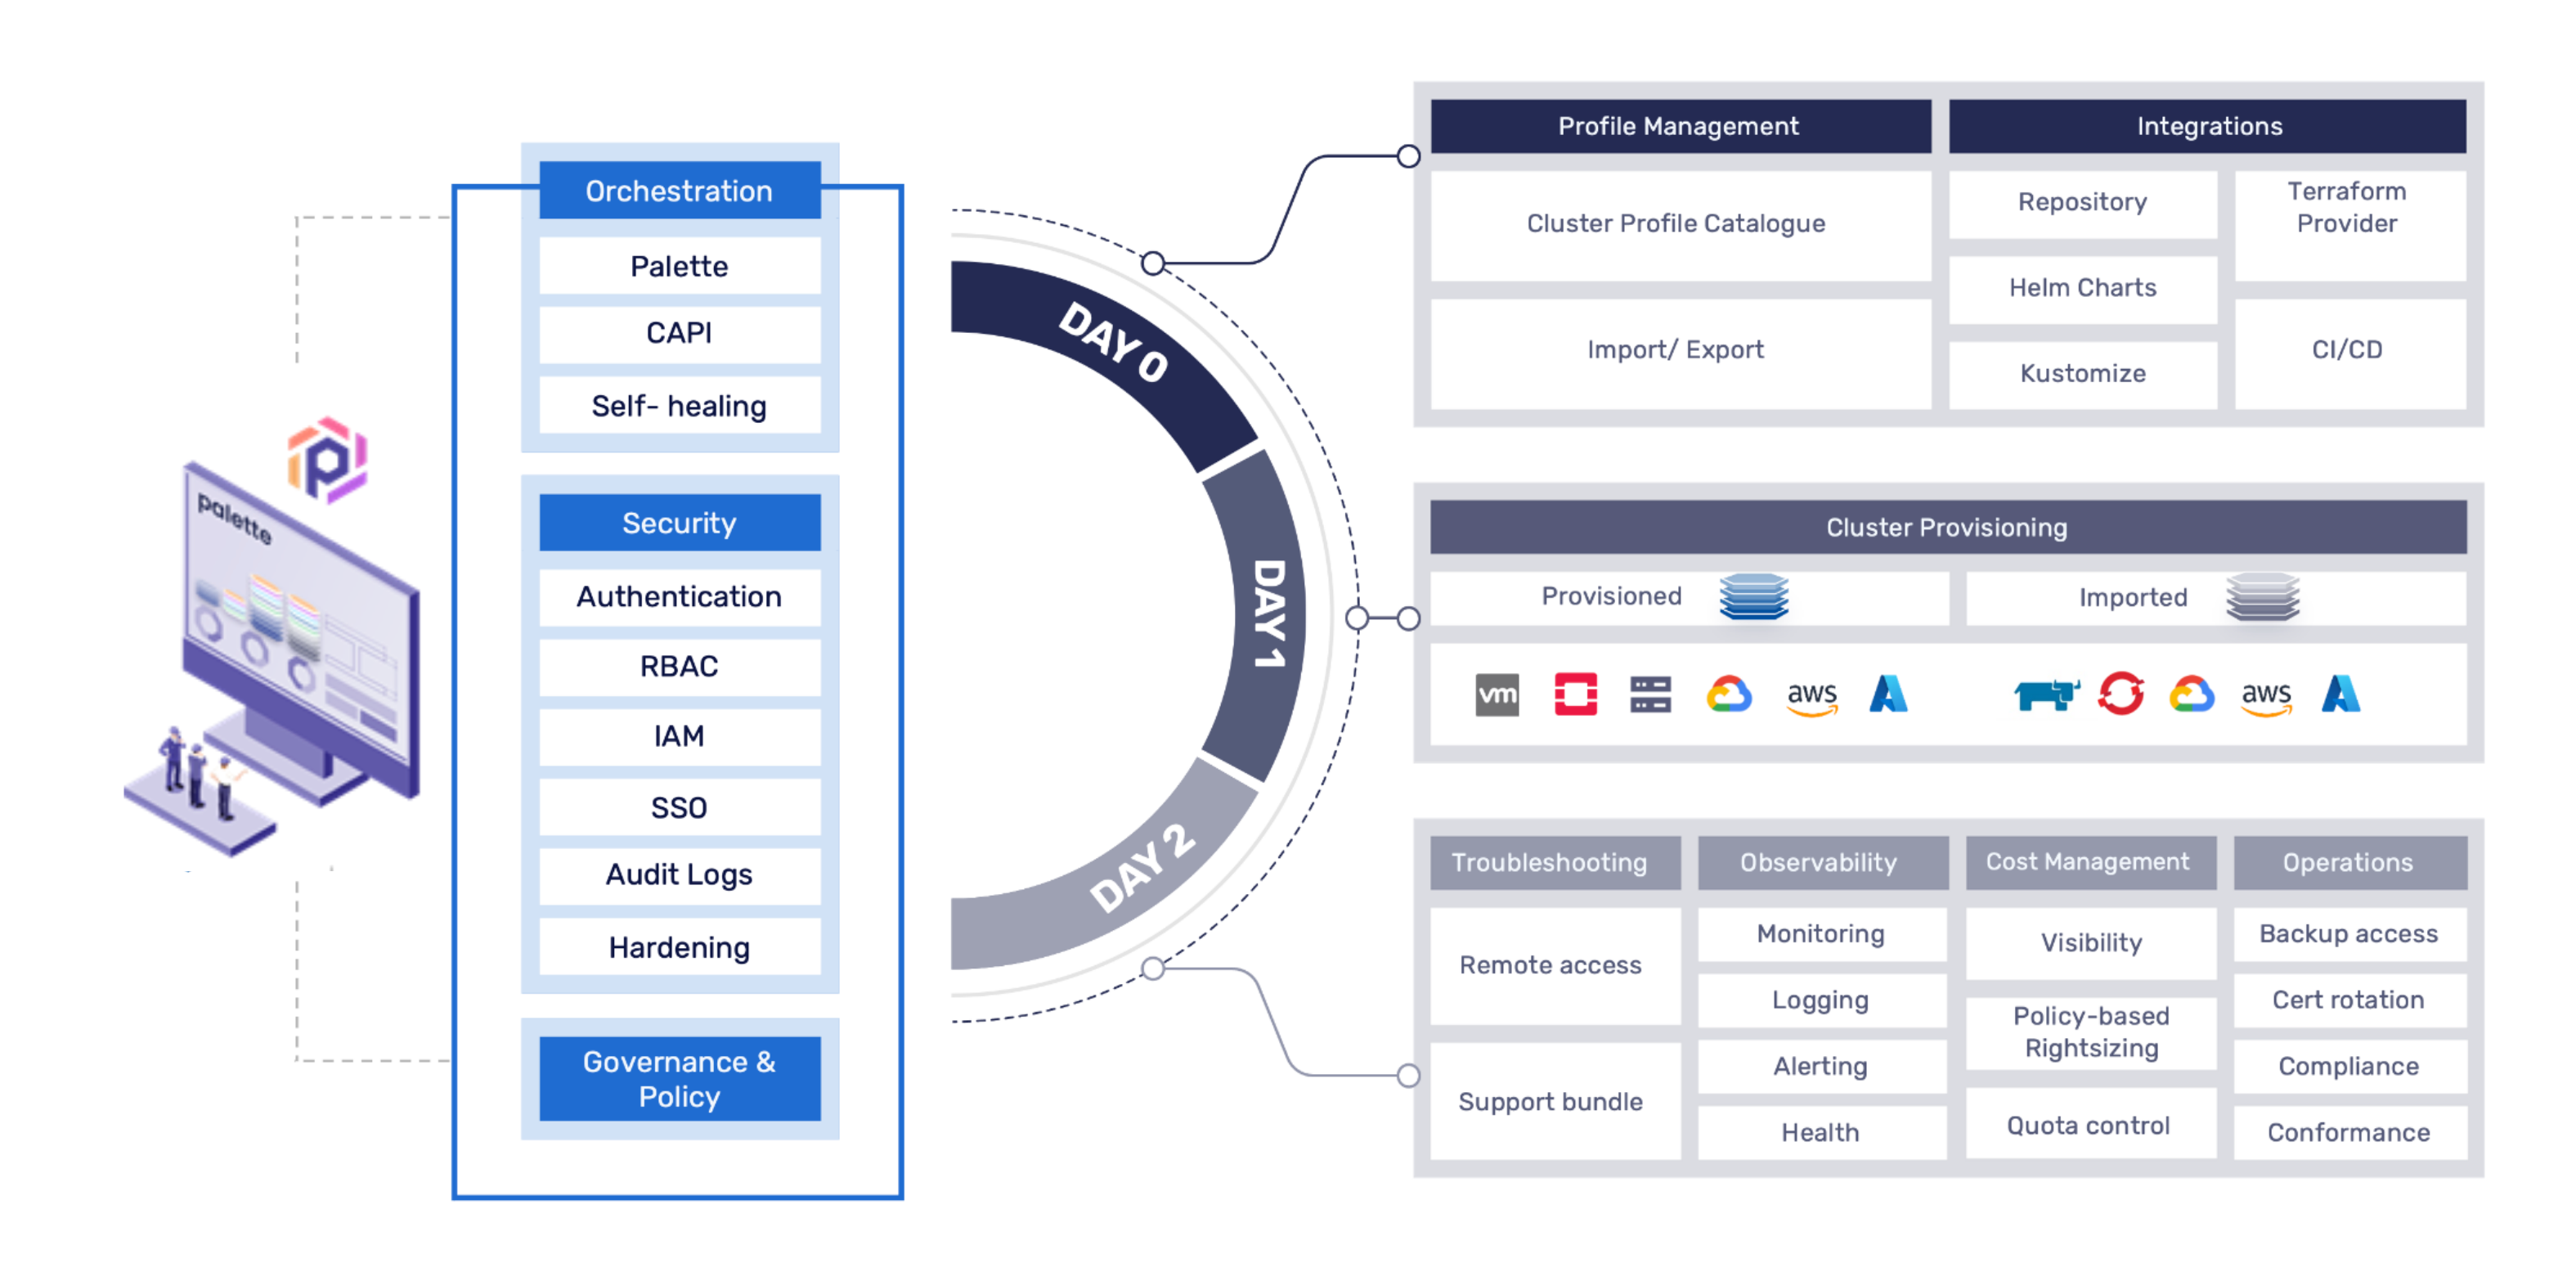 palette
Orchestration
Palette
CAPI
Self- healing
Security
Authentication
RBAC
IAM
SSO
Audit Logs
Hardening
Governance &
Policy
DAY 0
DAY 1
DAY 2
Profile Management
Cluster Profile Catalogue
Import/ Export
Integrations
Repository
Helm Charts
Kustomize
Terraform
Provider
CI/CD
Cluster Provisioning
Provisioned
Imported
vm
aws
aws
Troubleshooting
Remote access
Support bundle
Observability
Monitoring
Logging
Alerting
Health
Cost Management
Visibility
Policy-based
Rightsizing
Quota control
Operations
Backup access
Cert rotation
Compliance
Conformance